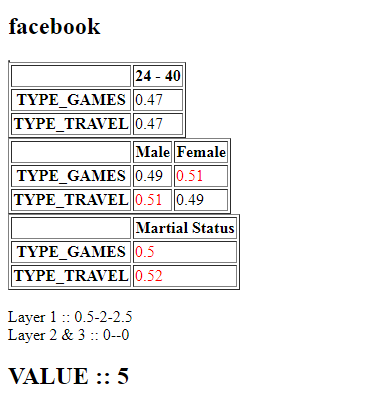 facebook
24 - 40
TYPE_GAMES 0.47
TYPE_TRAVEL 0.47
Male Female
TYPE_GAMES 0.49 0.51
TYPE_TRAVEL 0.51 0.49
Martial Status
TYPE_GAMES 0.5
TYPE_TRAVEL 0.52
Layer 1 :: 0.5-2-2.5
Layer 2 & 3 :: 0--0
VALUE :: 5